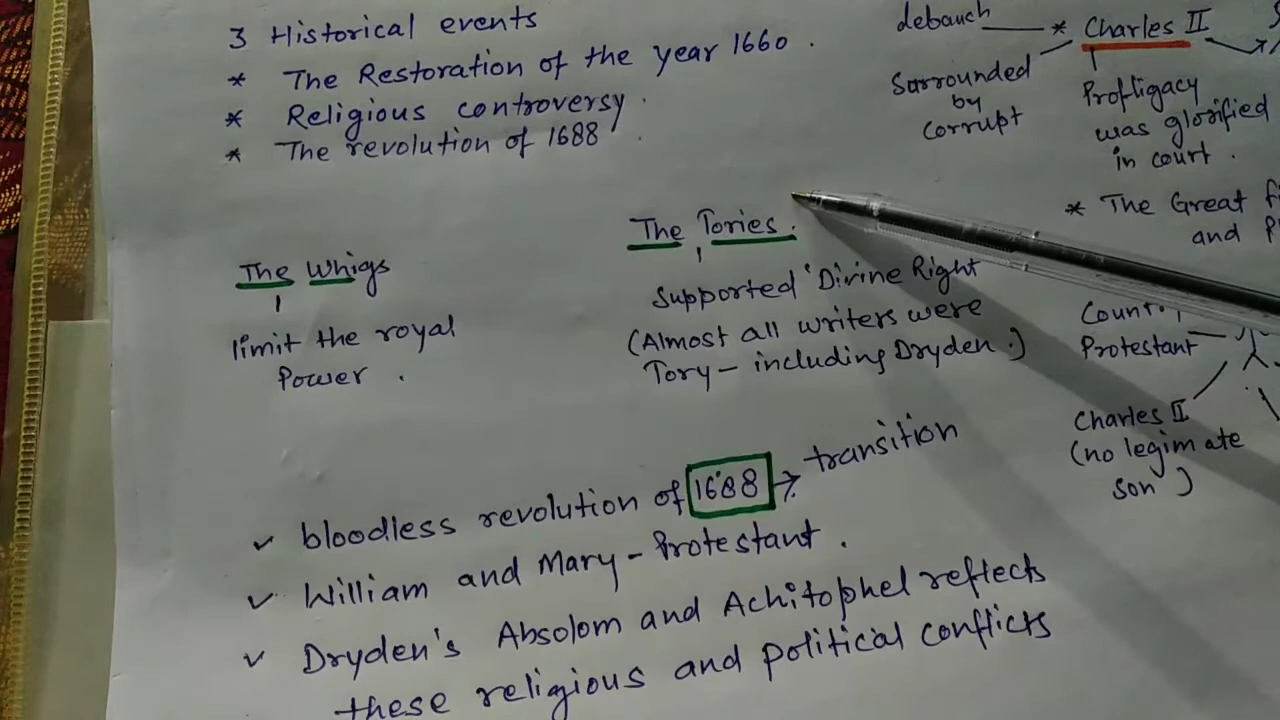 3 Historical events
* The Restoration of the year 1660 .
* Religious controversy .
* The revolution of 1688 .
The Whigs
limit the royal
Power .
The Tories .
Supported 'Divine Right
(Almost all writers were
Tory - including Dryden .)
bloodless revolution of 1688 → transition
✓ William and Mary - Protestant .
✓ Dryden's Absolom and Achitophel reflects
these religious and political conflicts
debauch * Charles II
Surrounded
by
corrupt
Profligacy
was glorified
in court .
* The Great
and
Protestant
Charles II
(no legimate
son )